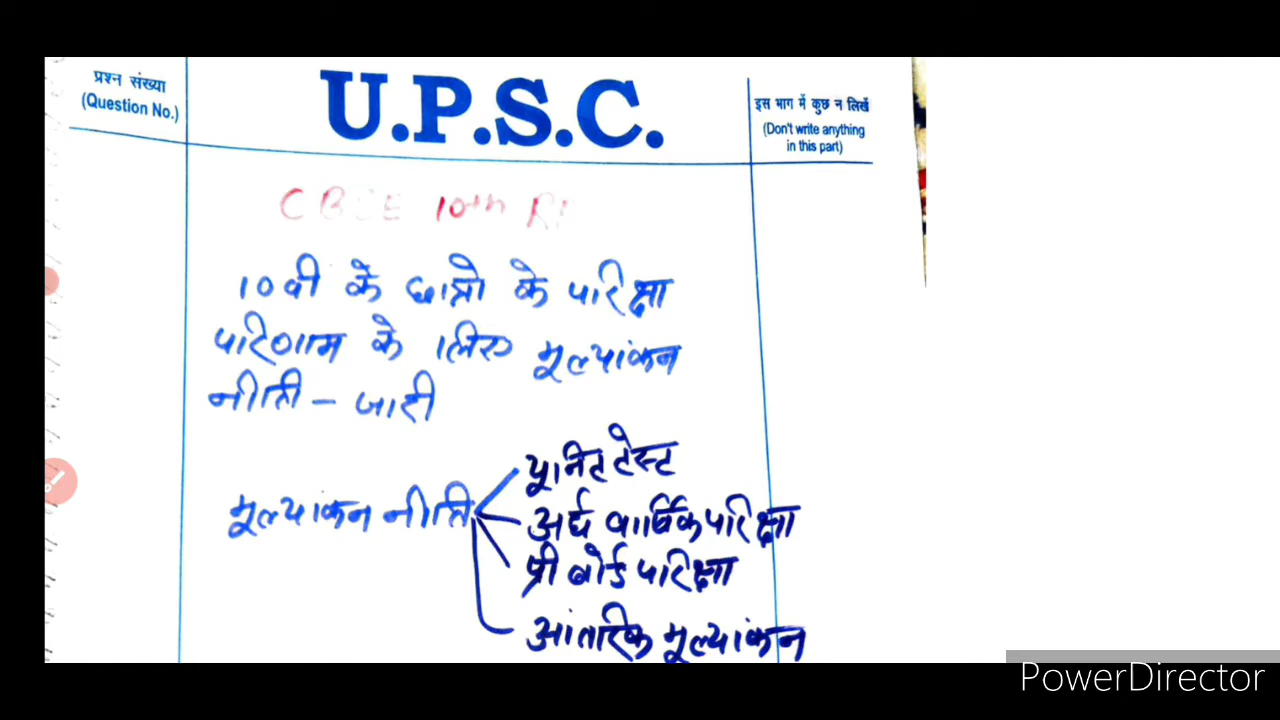 प्रश्न संख्या
(Question No.)
U.P.S.C.
इस भाग में कुछ न लिखें
(Don't write anything
in this part)
CBSE 10th
10वी के छात्रो के परिक्षा
परिणाम के लिए मूल्यांकन
नीति - जारी
यूनिट टेस्ट
मूल्यांकन नीति
अर्ध वार्षिक परिक्षा
प्री बोर्ड परिक्षा
आंतरिक मूल्यांकन
PowerDirector